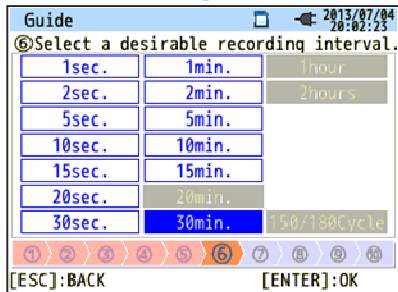 Guide 2013/07/04
20:02:23
⑥Select a desirable recording interval.
1sec. 1min. 1hour
2sec. 2min. 2hours
5sec. 5min.
10sec. 10min.
15sec. 15min.
20sec. 20min.
30sec. 30min. 150/180Cycle
① ② ③ ④ ⑤ ⑥ ⑦ ⑧ ⑨ ⑩
[ESC]:BACK [ENTER]:OK